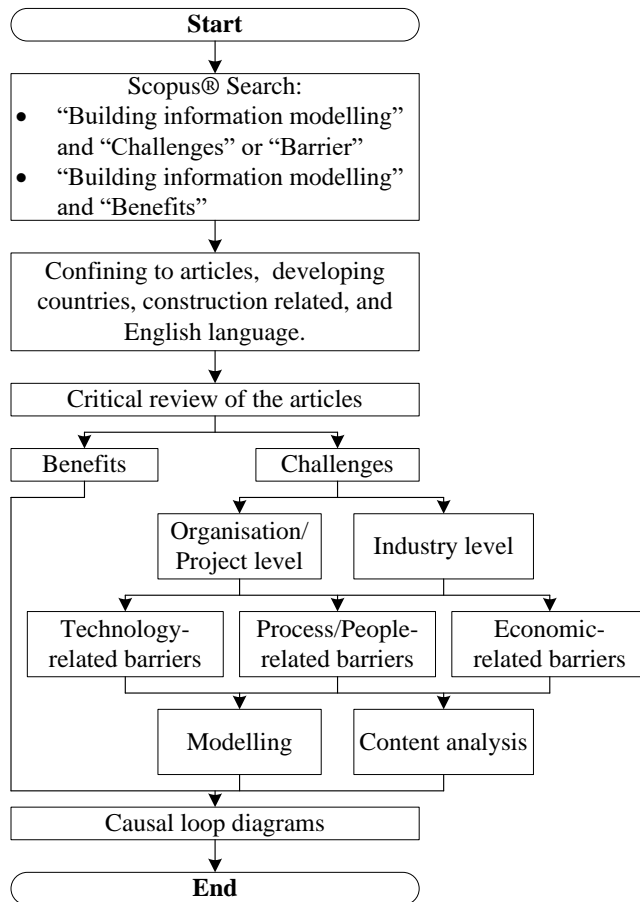 Start
Scopus® Search:
• “Building information modelling”
and “Challenges” or “Barrier”
• “Building information modelling”
and “Benefits”
Confining to articles, developing
countries, construction related, and
English language.
Critical review of the articles
Benefits
Challenges
Organisation/
Project level
Industry level
Technology-
related barriers
Process/People-
related barriers
Economic-
related barriers
Modelling
Content analysis
Causal loop diagrams
End